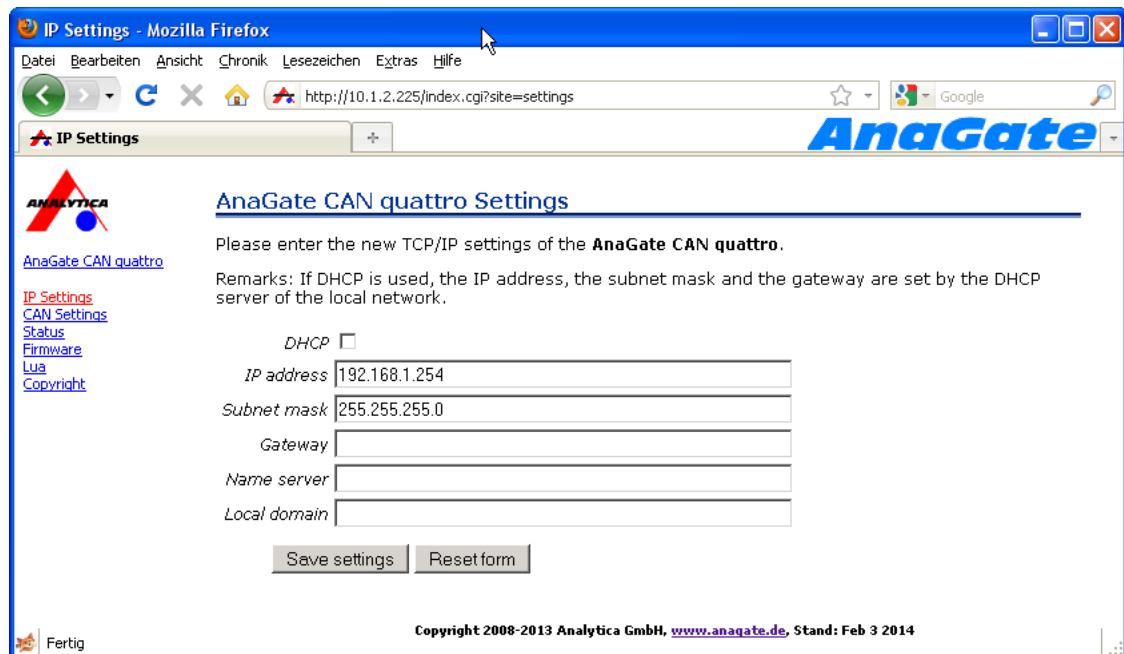 IP Settings - Mozilla Firefox
Datei Bearbeiten Ansicht Chronik Lesezeichen Extras Hilfe
http://10.1.2.225/index.cgi?site=settings
Google
IP Settings
AnaGate
ANALYTICA
AnaGate CAN quattro
IP Settings
CAN Settings
Status
Firmware
Lua
Copyright
AnaGate CAN quattro Settings
Please enter the new TCP/IP settings of the AnaGate CAN quattro.
Remarks: If DHCP is used, the IP address, the subnet mask and the gateway are set by the DHCP
server of the local network.
DHCP
IP address 192.168.1.254
Subnet mask 255.255.255.0
Gateway
Name server
Local domain
Save settings Reset form
Copyright 2008-2013 Analytica GmbH, www.anagate.de, Stand: Feb 3 2014
Fertig